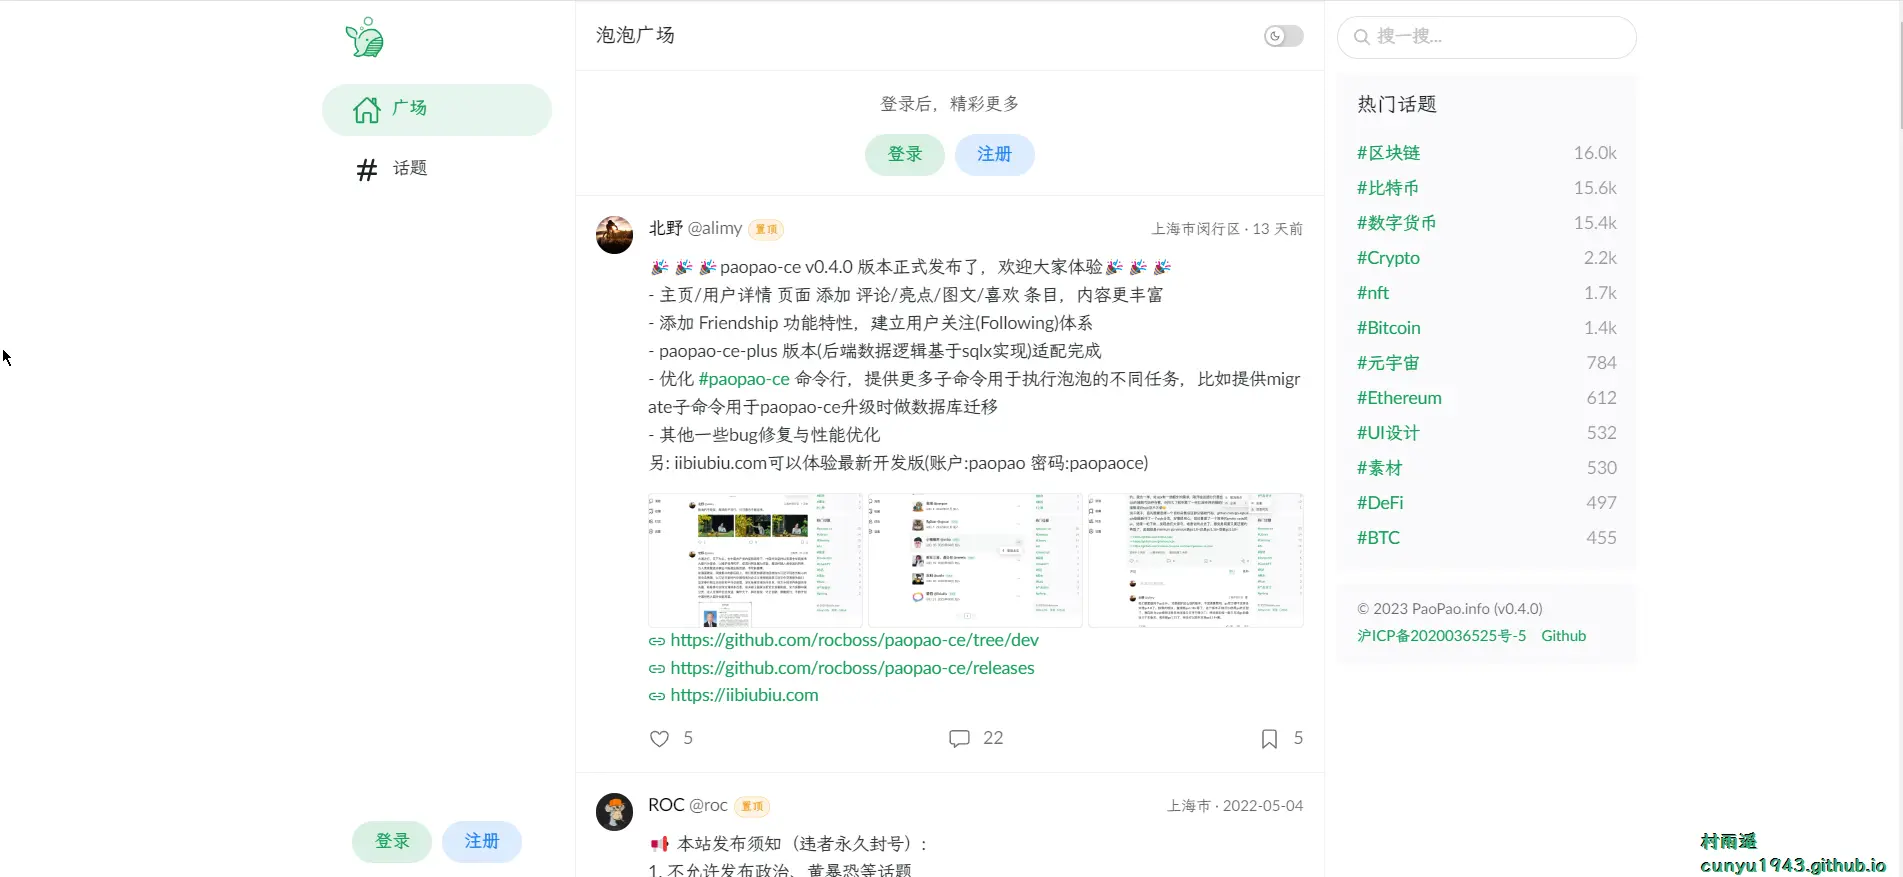 泡泡广场
搜一搜...
广场
话题
登录后，精彩更多
登录 注册
北野 @alimy 置顶 上海市闵行区 · 13 天前
🎉 🎉 🎉 paopao-ce v0.4.0 版本正式发布了，欢迎大家体验🎉 🎉 🎉
- 主页/用户详情 页面 添加 评论/亮点/图文/喜欢 条目，内容更丰富
- 添加 Friendship 功能特性，建立用户关注(Following)体系
- paopao-ce-plus 版本(后端数据逻辑基于sqlx实现)适配完成
- 优化 #paopao-ce 命令行，提供更多子命令用于执行泡泡的不同任务，比如提供migr
ate子命令用于paopao-ce升级时做数据库迁移
- 其他一些bug修复与性能优化
另: iibiubiu.com可以体验最新开发版(账户:paopao 密码:paopaoce)
https://github.com/rocboss/paopao-ce/tree/dev
https://github.com/rocboss/paopao-ce/releases
https://iibiubiu.com
5 22 5
ROC @roc 置顶 上海市 · 2022-05-04
📢 本站发布须知（违者永久封号）:
1. 不允许发布政治、黄暴恐等话题
登录 注册
热门话题
#区块链 16.0k
#比特币 15.6k
#数字货币 15.4k
#Crypto 2.2k
#nft 1.7k
#Bitcoin 1.4k
#元宇宙 784
#Ethereum 612
#UI设计 532
#素材 530
#DeFi 497
#BTC 455
© 2023 PaoPao.info (v0.4.0)
沪ICP备2020036525号-5 Github
村雨遥
cunyu1943.github.io